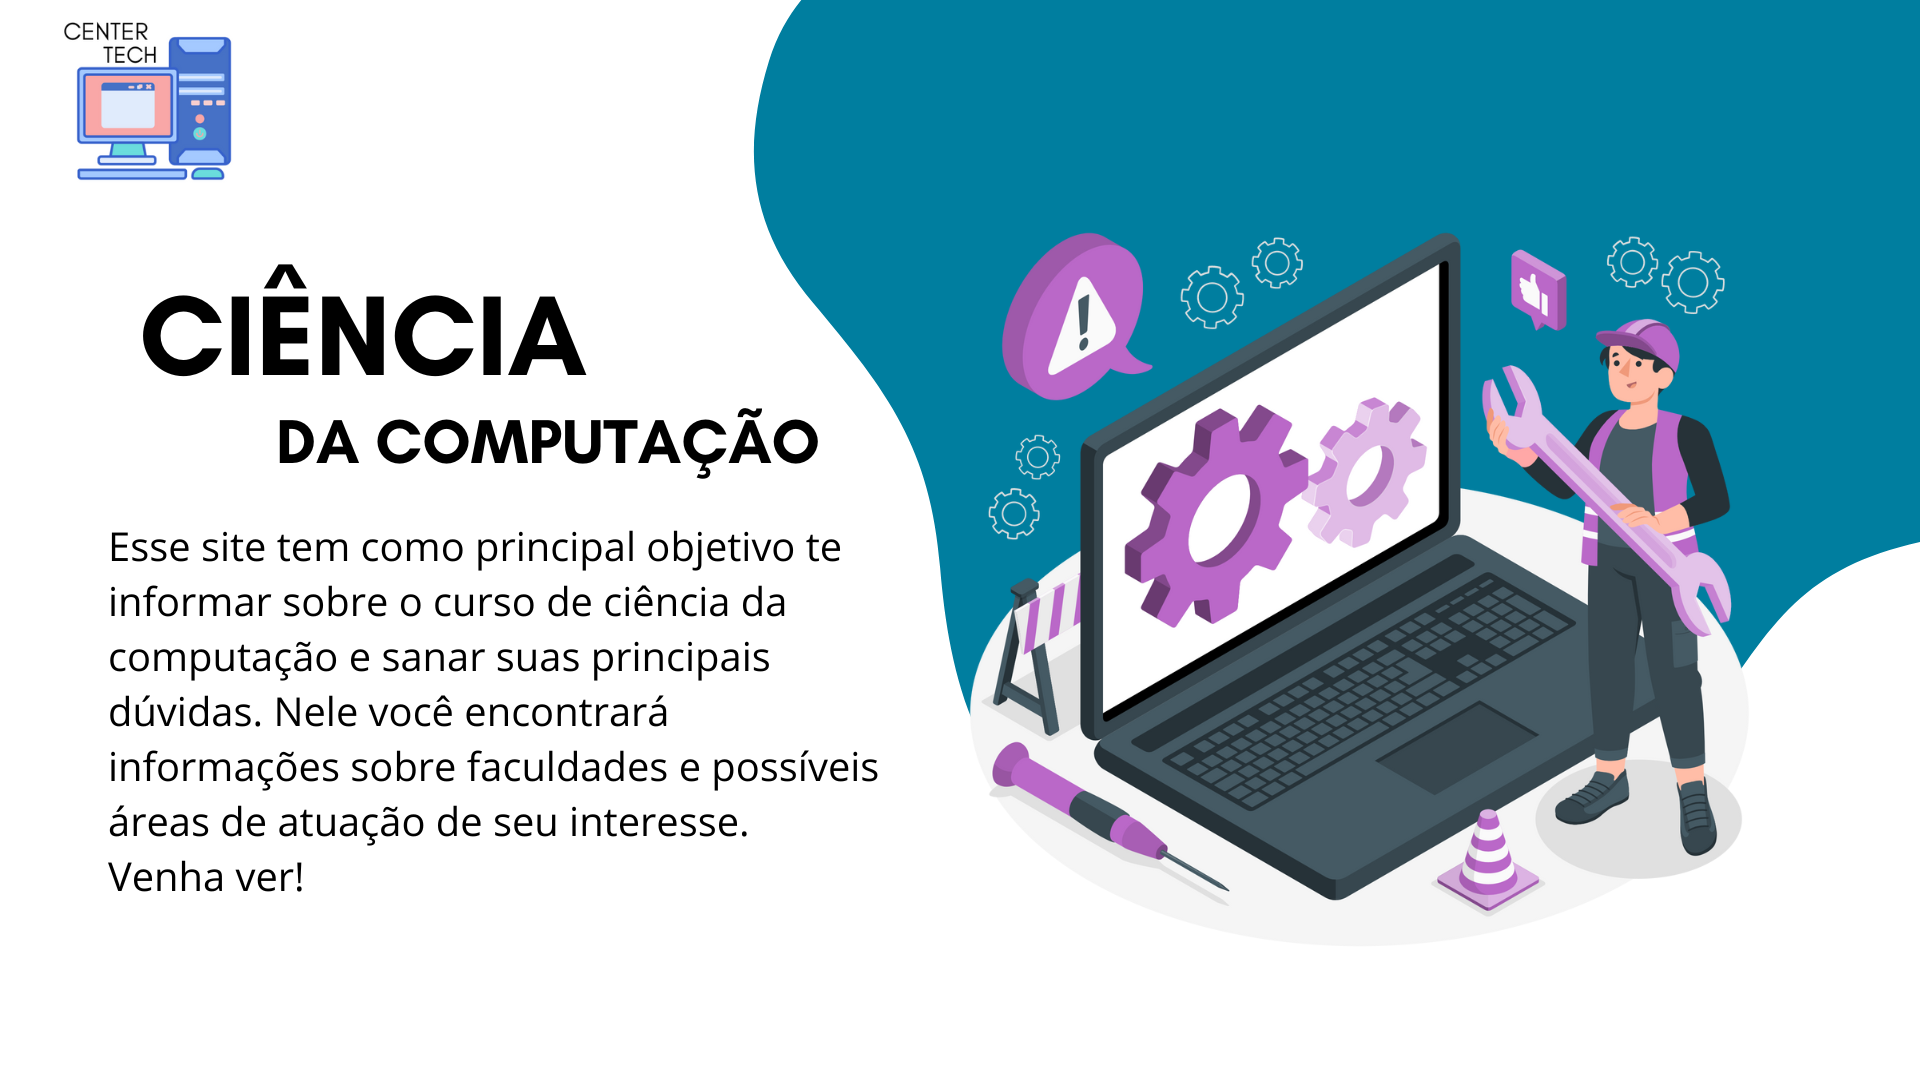 CENTER
TECH
CIÊNCIA
DA COMPUTAÇÃO
Esse site tem como principal objetivo te
informar sobre o curso de ciência da
computação e sanar suas principais
dúvidas. Nele você encontrará
informações sobre faculdades e possíveis
áreas de atuação de seu interesse.
Venha ver!